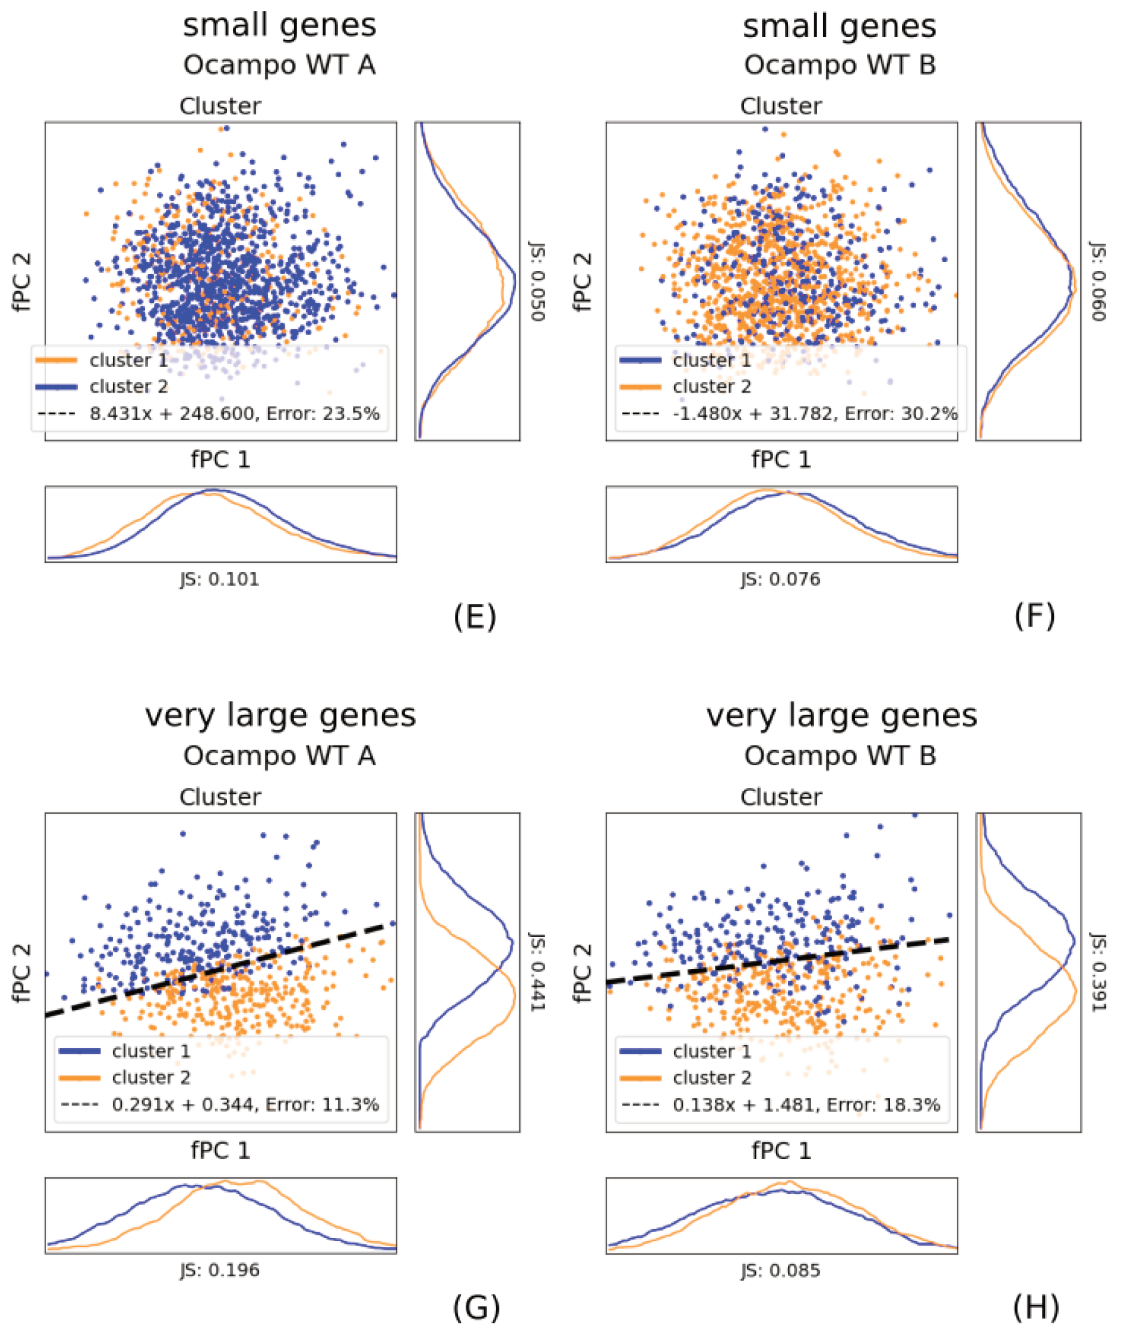 small genes
Ocampo WT A
Cluster
fPC 2
JS: 0.050
cluster 1
cluster 2
8.431x + 248.600, Error: 23.5%
fPC 1
JS: 0.101
(E)
small genes
Ocampo WT B
Cluster
fPC 2
JS: 0.060
cluster 1
cluster 2
-1.480x + 31.782, Error: 30.2%
fPC 1
JS: 0.076
(F)
very large genes
Ocampo WT A
Cluster
fPC 2
JS: 0.441
cluster 1
cluster 2
0.291x + 0.344, Error: 11.3%
fPC 1
JS: 0.196
(G)
very large genes
Ocampo WT B
Cluster
fPC 2
JS: 0.391
cluster 1
cluster 2
0.138x + 1.481, Error: 18.3%
fPC 1
JS: 0.085
(H)